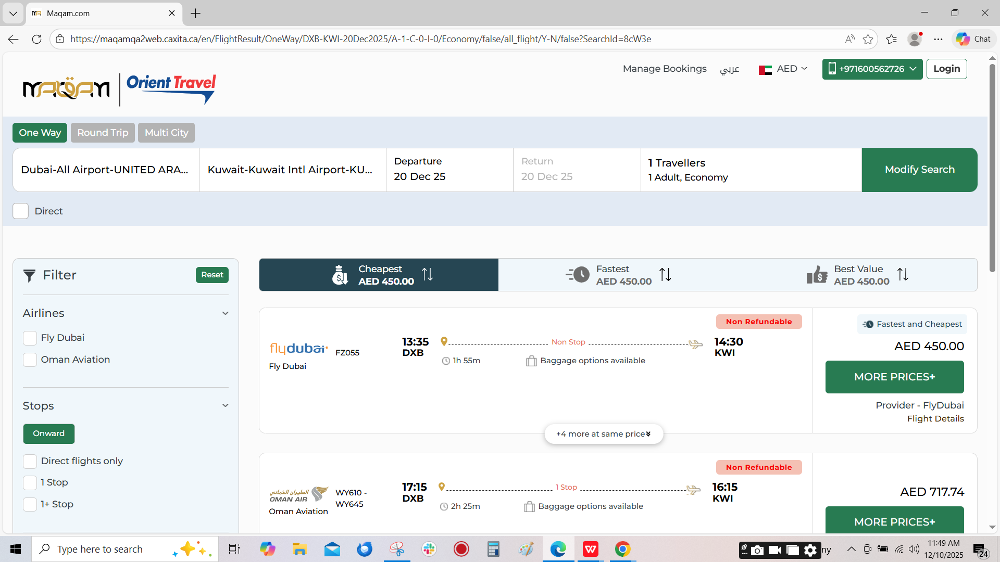 Maqam.com
https://maqamqa2web.caxita.ca/en/FlightResult/OneWay/DXB-KWI-20Dec2025/A-1-C-0-I-0/Economy/false/all_flight/Y-N/false?SearchId=8cW3e
Chat
Manage Bookings
عربي
AED
+971600562726
Login
MAQAM
Orient Travel
One Way
Round Trip
Multi City
Dubai-All Airport-UNITED ARA...
Kuwait-Kuwait Intl Airport-KU...
Departure
20 Dec 25
Return
20 Dec 25
1 Travellers
1 Adult, Economy
Modify Search
Direct
Filter
Reset
Airlines
Fly Dubai
Oman Aviation
Stops
Onward
Direct flights only
1 Stop
1+ Stop
Cheapest
AED 450.00
Fastest
AED 450.00
Best Value
AED 450.00
Non Refundable
flydubai
Fly Dubai
FZ055
13:35
DXB
Non Stop
1h 55m
Baggage options available
14:30
KWI
Fastest and Cheapest
AED 450.00
MORE PRICES+
Provider - FlyDubai
Flight Details
+4 more at same price
Non Refundable
الطيران العماني
OMAN AIR
Oman Aviation
WY610 -
WY645
17:15
DXB
1 Stop
2h 25m
Baggage options available
16:15
KWI
AED 717.74
MORE PRICES+
Type here to search
ny
11:49 AM
12/10/2025
24